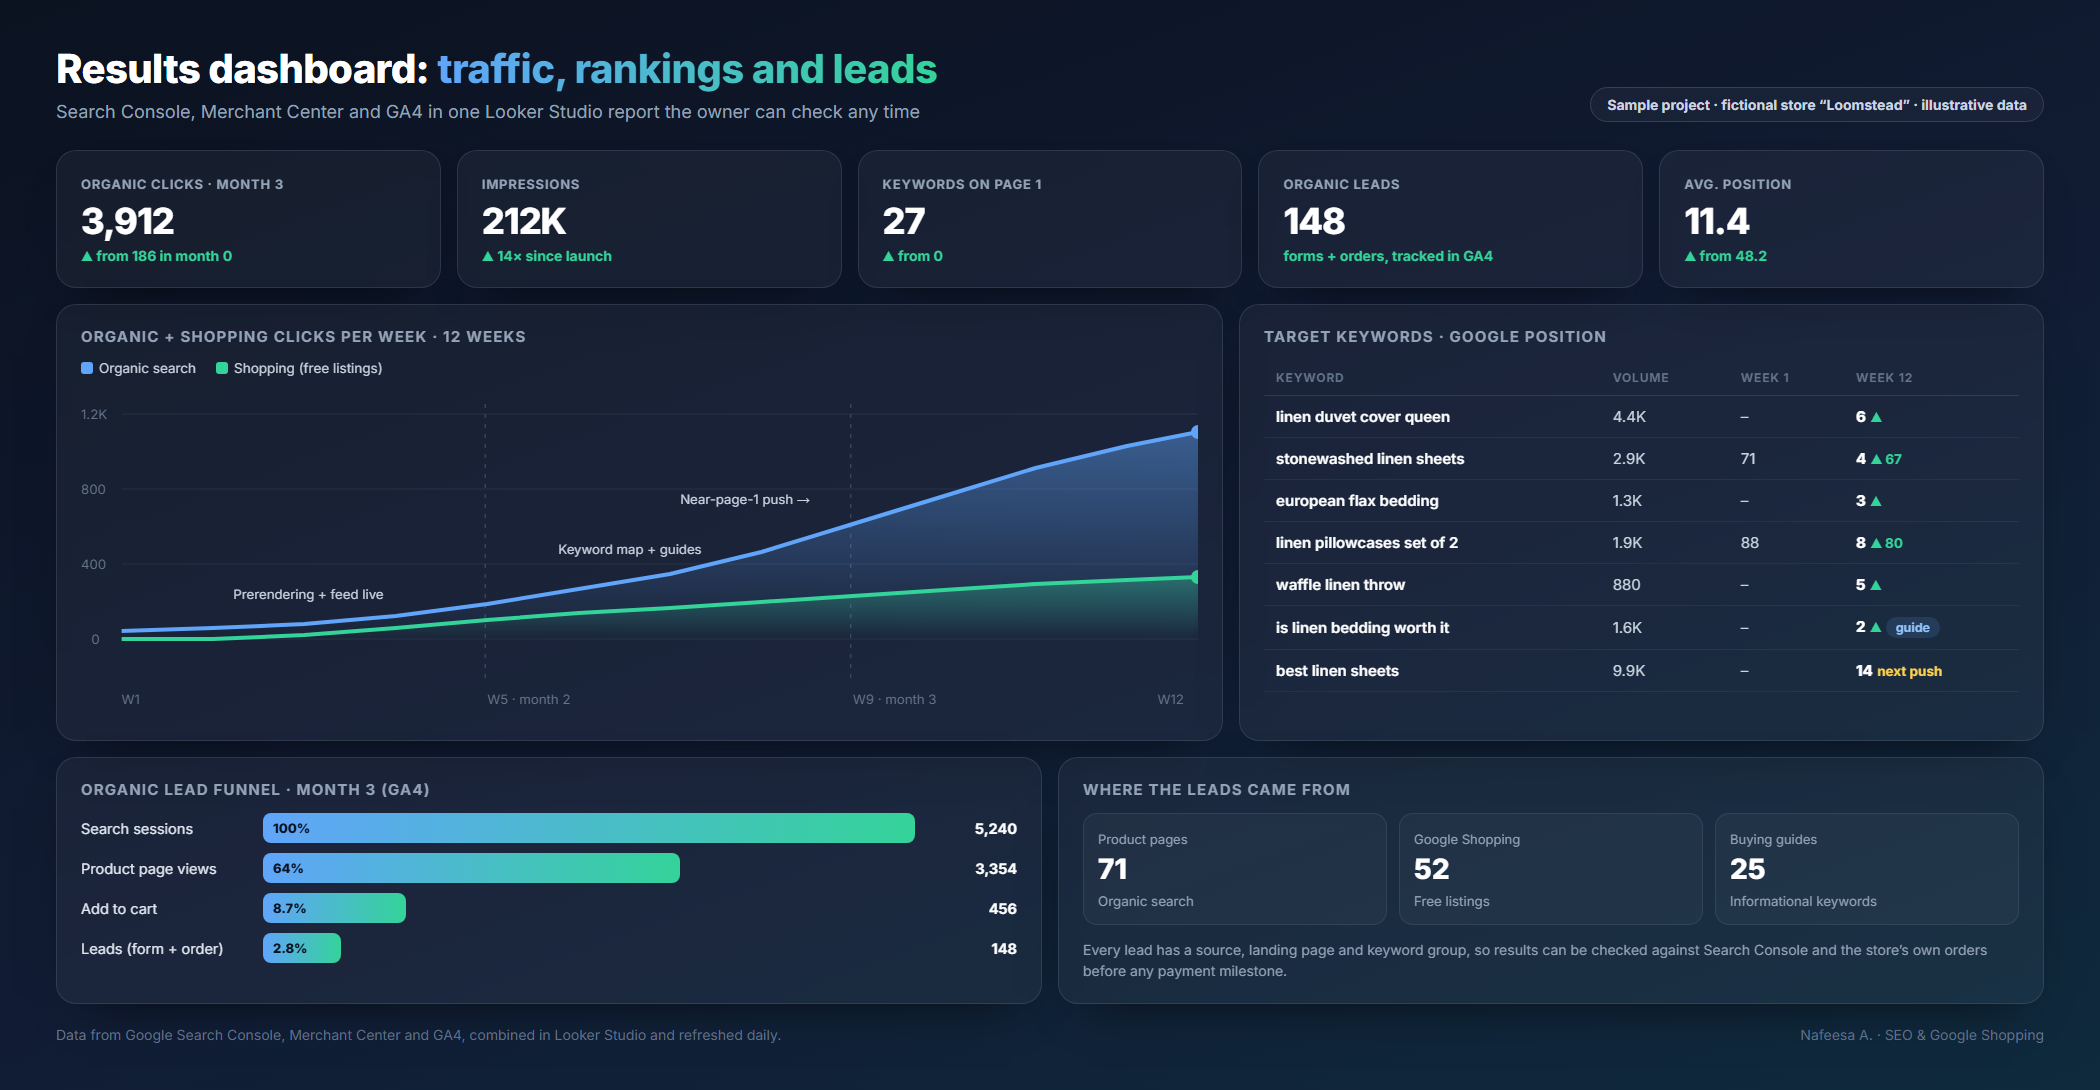 Results dashboard: traffic, rankings and leads
Search Console, Merchant Center and GA4 in one Looker Studio report the owner can check any time
Sample project · fictional store “Loomstead” · illustrative data
ORGANIC CLICKS · MONTH 3
3,912
▲ from 186 in month 0
IMPRESSIONS
212K
▲ 14× since launch
KEYWORDS ON PAGE 1
27
▲ from 0
ORGANIC LEADS
148
forms + orders, tracked in GA4
AVG. POSITION
11.4
▲ from 48.2
ORGANIC + SHOPPING CLICKS PER WEEK · 12 WEEKS
Organic search Shopping (free listings)
1.2K
800
400
0
Near-page-1 push →
Keyword map + guides
Prerendering + feed live
W1 W5 · month 2 W9 · month 3 W12
TARGET KEYWORDS · GOOGLE POSITION
KEYWORD VOLUME WEEK 1 WEEK 12
linen duvet cover queen 4.4K – 6 ▲
stonewashed linen sheets 2.9K 71 4 ▲ 67
european flax bedding 1.3K – 3 ▲
linen pillowcases set of 2 1.9K 88 8 ▲ 80
waffle linen throw 880 – 5 ▲
is linen bedding worth it 1.6K – 2 ▲ guide
best linen sheets 9.9K – 14 next push
ORGANIC LEAD FUNNEL · MONTH 3 (GA4)
Search sessions 100% 5,240
Product page views 64% 3,354
Add to cart 8.7% 456
Leads (form + order) 2.8% 148
WHERE THE LEADS CAME FROM
Product pages
71
Organic search
Google Shopping
52
Free listings
Buying guides
25
Informational keywords
Every lead has a source, landing page and keyword group, so results can be checked against Search Console and the store’s own orders
before any payment milestone.
Data from Google Search Console, Merchant Center and GA4, combined in Looker Studio and refreshed daily.
Nafeesa A. · SEO & Google Shopping